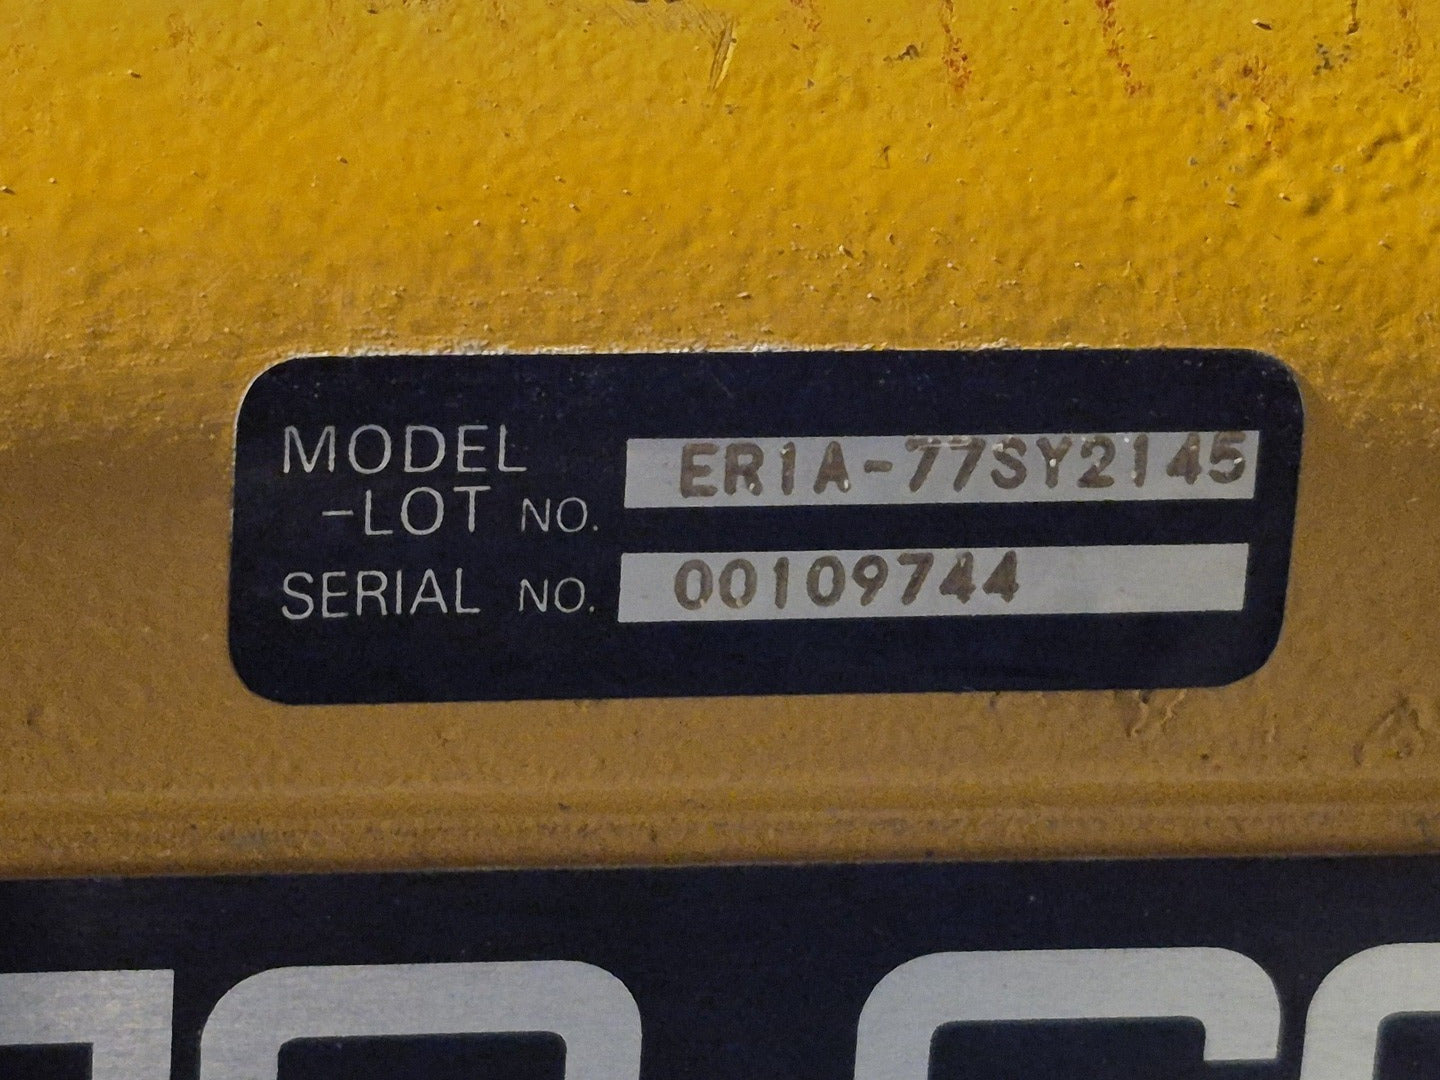 MODEL
-LOT NO. ER1A-77SY2145
SERIAL NO. 00109744